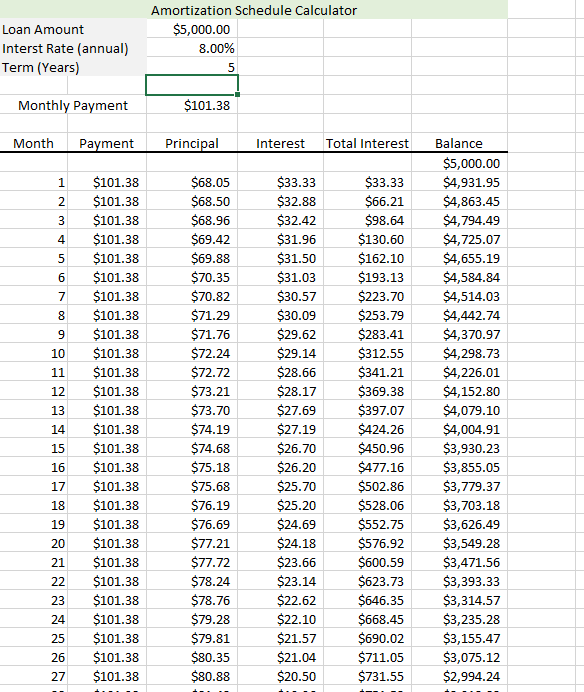 Amortization Schedule Calculator
Loan Amount $5,000.00
Interst Rate (annual) 8.00%
Term (Years) 5
Monthly Payment $101.38
Month Payment Principal Interest Total Interest Balance
$5,000.00
1 $101.38 $68.05 $33.33 $33.33 $4,931.95
2 $101.38 $68.50 $32.88 $66.21 $4,863.45
3 $101.38 $68.96 $32.42 $98.64 $4,794.49
4 $101.38 $69.42 $31.96 $130.60 $4,725.07
5 $101.38 $69.88 $31.50 $162.10 $4,655.19
6 $101.38 $70.35 $31.03 $193.13 $4,584.84
7 $101.38 $70.82 $30.57 $223.70 $4,514.03
8 $101.38 $71.29 $30.09 $253.79 $4,442.74
9 $101.38 $71.76 $29.62 $283.41 $4,370.97
10 $101.38 $72.24 $29.14 $312.55 $4,298.73
11 $101.38 $72.72 $28.66 $341.21 $4,226.01
12 $101.38 $73.21 $28.17 $369.38 $4,152.80
13 $101.38 $73.70 $27.69 $397.07 $4,079.10
14 $101.38 $74.19 $27.19 $424.26 $4,004.91
15 $101.38 $74.68 $26.70 $450.96 $3,930.23
16 $101.38 $75.18 $26.20 $477.16 $3,855.05
17 $101.38 $75.68 $25.70 $502.86 $3,779.37
18 $101.38 $76.19 $25.20 $528.06 $3,703.18
19 $101.38 $76.69 $24.69 $552.75 $3,626.49
20 $101.38 $77.21 $24.18 $576.92 $3,549.28
21 $101.38 $77.72 $23.66 $600.59 $3,471.56
22 $101.38 $78.24 $23.14 $623.73 $3,393.33
23 $101.38 $78.76 $22.62 $646.35 $3,314.57
24 $101.38 $79.28 $22.10 $668.45 $3,235.28
25 $101.38 $79.81 $21.57 $690.02 $3,155.47
26 $101.38 $80.35 $21.04 $711.05 $3,075.12
27 $101.38 $80.88 $20.50 $731.55 $2,994.24